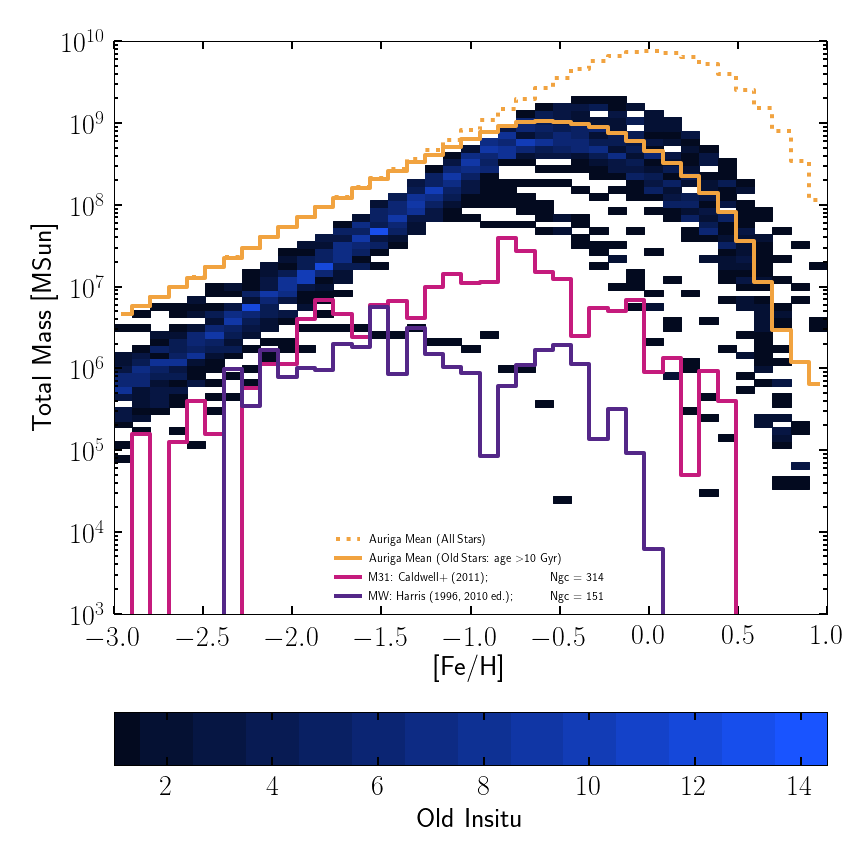 10^10
10^9
10^8
10^7
10^6
10^5
10^4
10^3
Total Mass [MSun]
Auriga Mean (All Stars)
Auriga Mean (Old Stars: age >10 Gyr)
M31: Caldwell+ (2011); Ngc = 314
MW: Harris (1996, 2010 ed.); Ngc = 151
−3.0 −2.5 −2.0 −1.5 −1.0 −0.5 0.0 0.5 1.0
[Fe/H]
2 4 6 8 10 12 14
Old Insitu